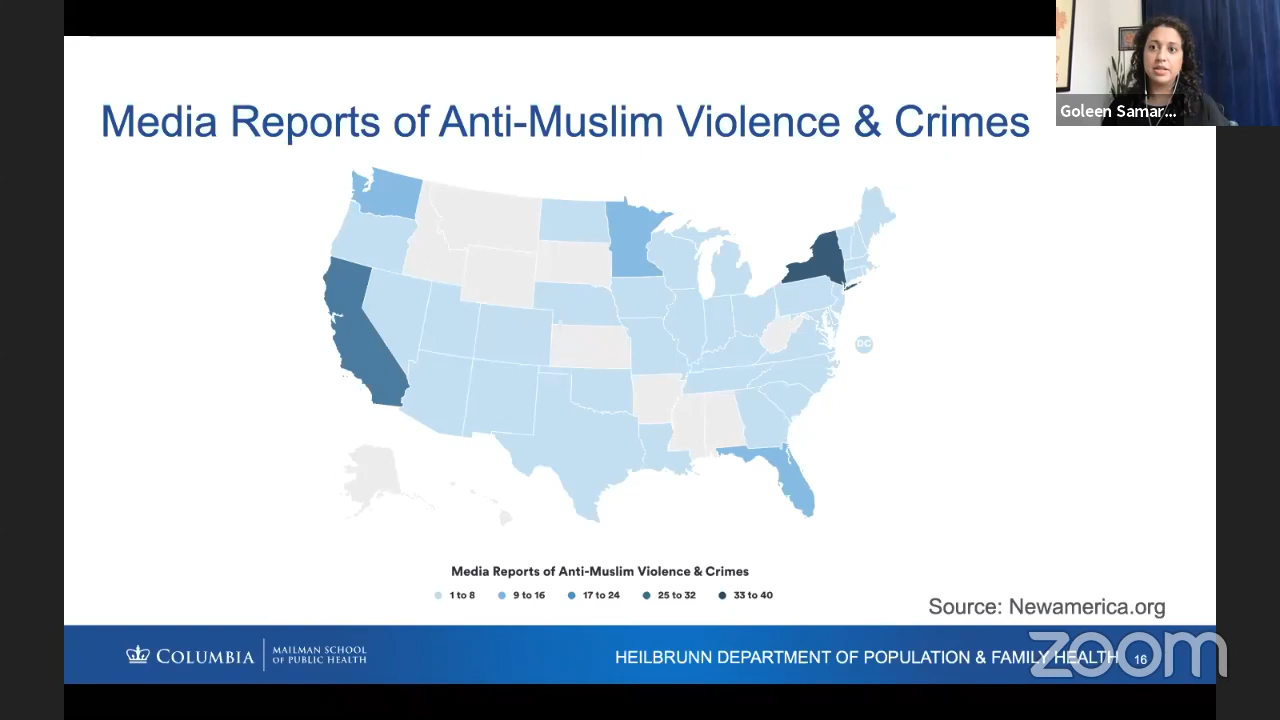 Goleen Samar...
Media Reports of Anti-Muslim Violence & Crimes
DC
Media Reports of Anti-Muslim Violence & Crimes
1 to 8 9 to 16 17 to 24 25 to 32 33 to 40
Source: Newamerica.org
COLUMBIA
MAILMAN SCHOOL
OF PUBLIC HEALTH
HEILBRUNN DEPARTMENT OF POPULATION & FAMILY HEALTH
16
zoom